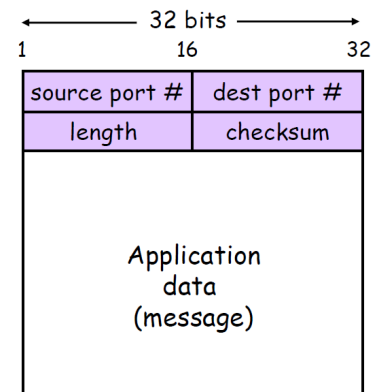 32 bits
1 16 32
source port # dest port #
length checksum
Application
data
(message)